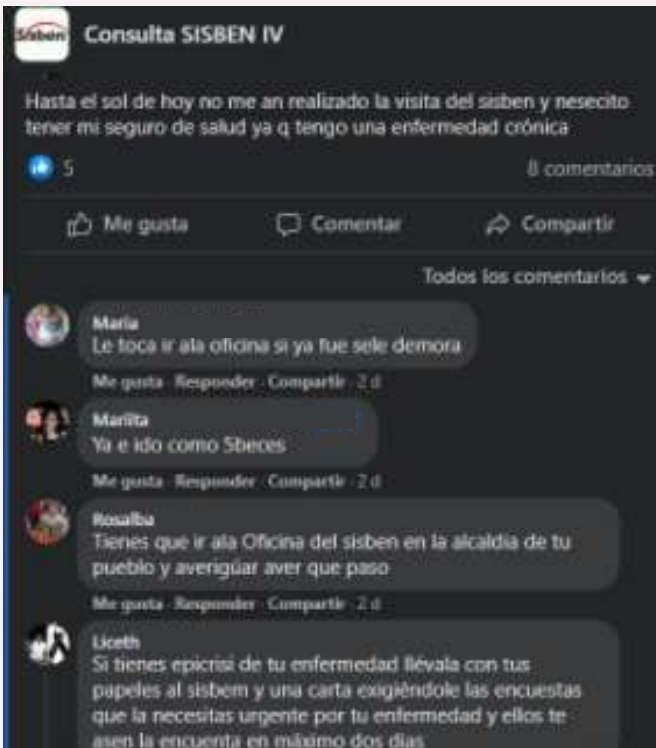 Sisbén
Consulta SISBEN IV
Hasta el sol de hoy no me an realizado la visita del sisben y nesecito
tener mi seguro de salud ya q tengo una enfermedad crónica
5
8 comentarios
Me gusta
Comentar
Compartir
Todos los comentarios
Maria
Le toca ir ala oficina si ya fue sele demora
Me gusta · Responder · Compartir · 2 d
Marilta
Ya e ido como 5beces
Me gusta · Responder · Compartir · 2 d
Rosalba
Tienes que ir ala Oficina del sisben en la alcaldia de tu
pueblo y averigüar aver que paso
Me gusta · Responder · Compartir · 2 d
Liceth
Si tienes epicrisi de tu enfermedad llévala con tus
papeles al sisbem y una carta exigiéndole las encuestas
que la necesitas urgente por tu enfermedad y ellos te
asen la encuenta en máximo dos días